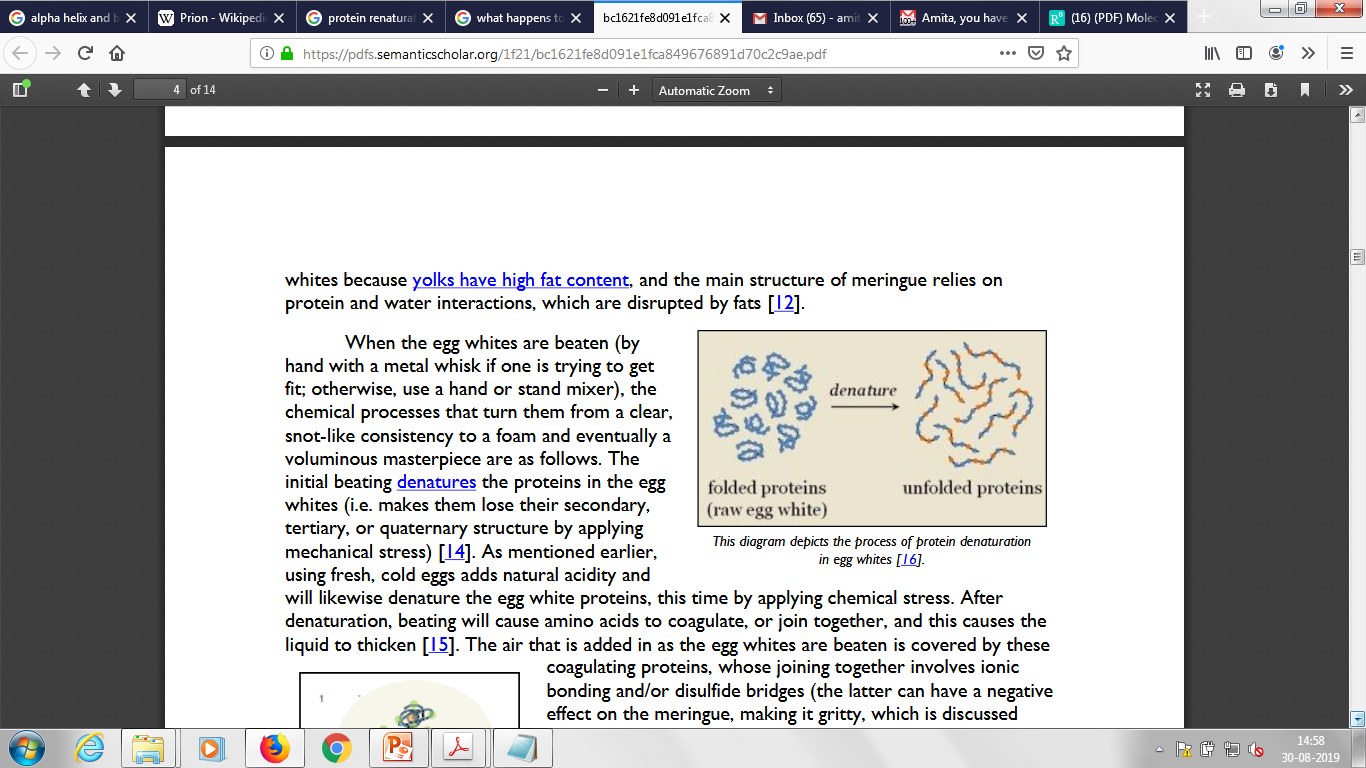 alpha helix and b
Prion - Wikipedi
protein renatura
what happens to
bc1621fe8d091e1fca8
Inbox (65) - ami
Amita, you have
(16) (PDF) Molec
https://pdfs.semanticscholar.org/1f21/bc1621fe8d091e1fca849676891d70c2c9ae.pdf
4 of 14
Automatic Zoom
whites because yolks have high fat content, and the main structure of meringue relies on
protein and water interactions, which are disrupted by fats [12].
When the egg whites are beaten (by
hand with a metal whisk if one is trying to get
fit; otherwise, use a hand or stand mixer), the
chemical processes that turn them from a clear,
snot-like consistency to a foam and eventually a
voluminous masterpiece are as follows. The
initial beating denatures the proteins in the egg
whites (i.e. makes them lose their secondary,
tertiary, or quaternary structure by applying
mechanical stress) [14]. As mentioned earlier,
using fresh, cold eggs adds natural acidity and
will likewise denature the egg white proteins, this time by applying chemical stress. After
denaturation, beating will cause amino acids to coagulate, or join together, and this causes the
liquid to thicken [15]. The air that is added in as the egg whites are beaten is covered by these
coagulating proteins, whose joining together involves ionic
bonding and/or disulfide bridges (the latter can have a negative
effect on the meringue, making it gritty, which is discussed
denature
folded proteins
(raw egg white)
unfolded proteins
This diagram depicts the process of protein denaturation
in egg whites [16].
1
14:58
30-08-2019